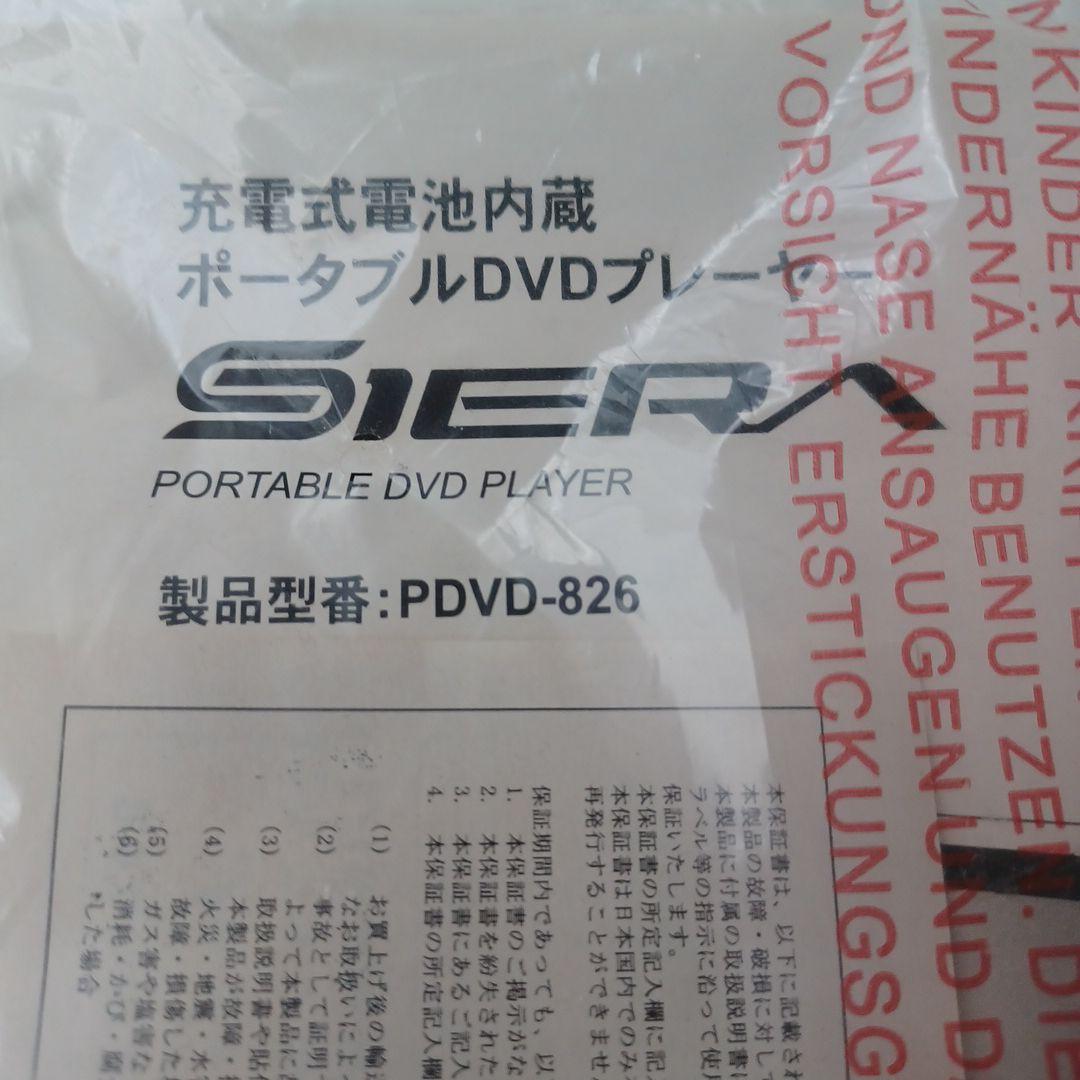 充電式電池内蔵
ポータブルDVDプレーヤー
SIERA
PORTABLE DVD PLAYER
製品型番:PDVD-826
本保証書は、以下に記載され
本製品の故障・破損に対して
本製品に付属の取扱説明書
ラベル等の指示に沿って使
保証いたします。
本保証書の所定記入欄に記
本保証書は日本国内でのみ
再発行することができませ
保証期間内であっても、以
1. 本保証書のご掲示がな
2. 本保証書を紛失された
3. 本保証書にあるご記入
4. 本保証書の所定記入欄
(1) お買上げ後の輸
なお取扱いによ
(2) 事故として証明
よって本製品に
(3) 取扱説明書や貼
本製品が故障・
(4) 火災・地震・水
故障・損傷した
(5) ガス害や塩害な
(6) 消耗・かび・
した場合
KINDER
KINDERNÄHE BENUTZEN. DIE
UND NASE ANSAUGEN UND
VORSICHT ERSTICKUNGSG